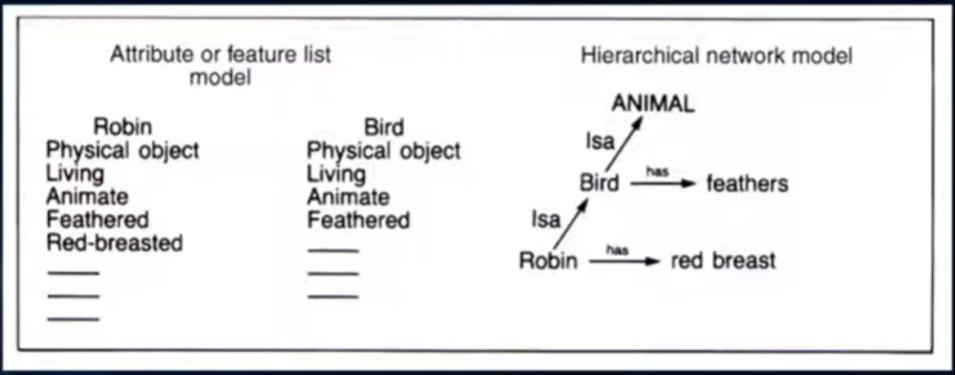 Attribute or feature list
model
Robin
Physical object
Living
Animate
Feathered
Red-breasted
Bird
Physical object
Living
Animate
Feathered
Hierarchical network model
ANIMAL
Isa
Bird has feathers
Isa
Robin has red breast